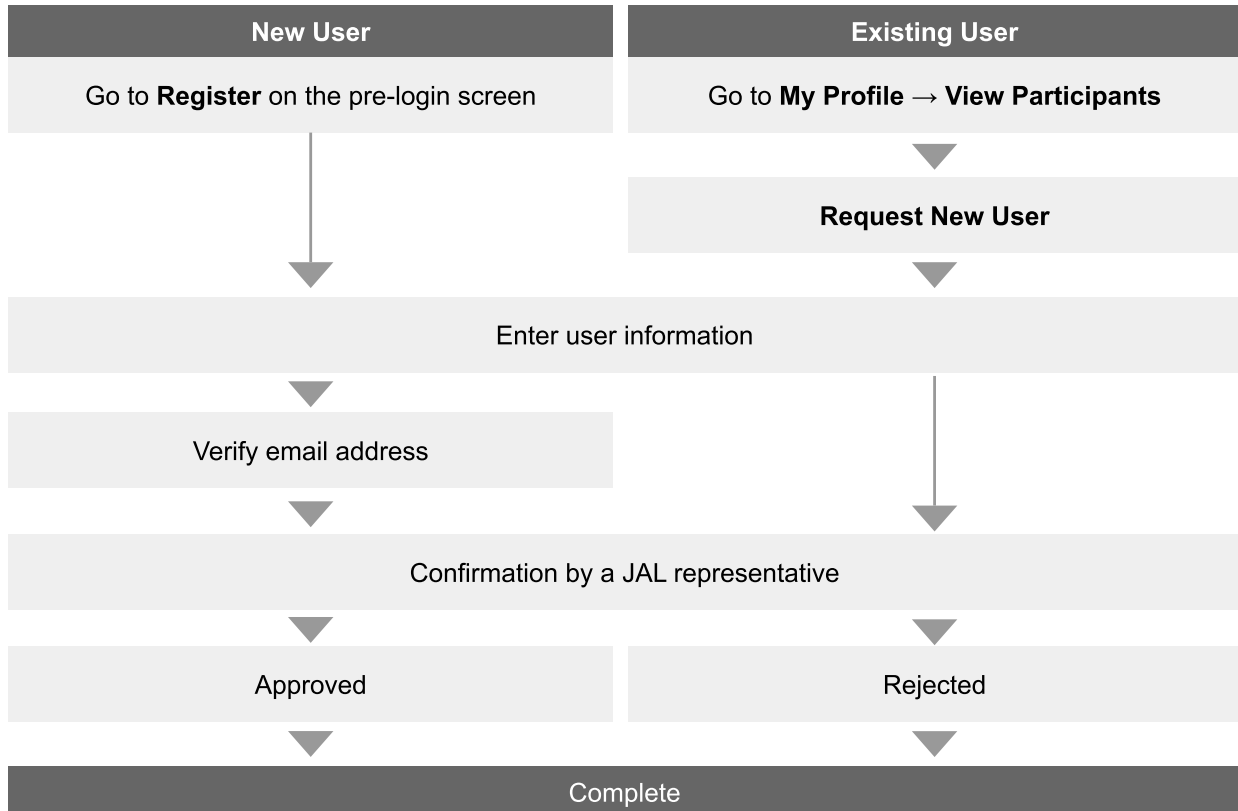 New User
Existing User
Go to Register on the pre-login screen
Go to My Profile → View Participants
Request New User
Enter user information
Verify email address
Confirmation by a JAL representative
Approved
Rejected
Complete